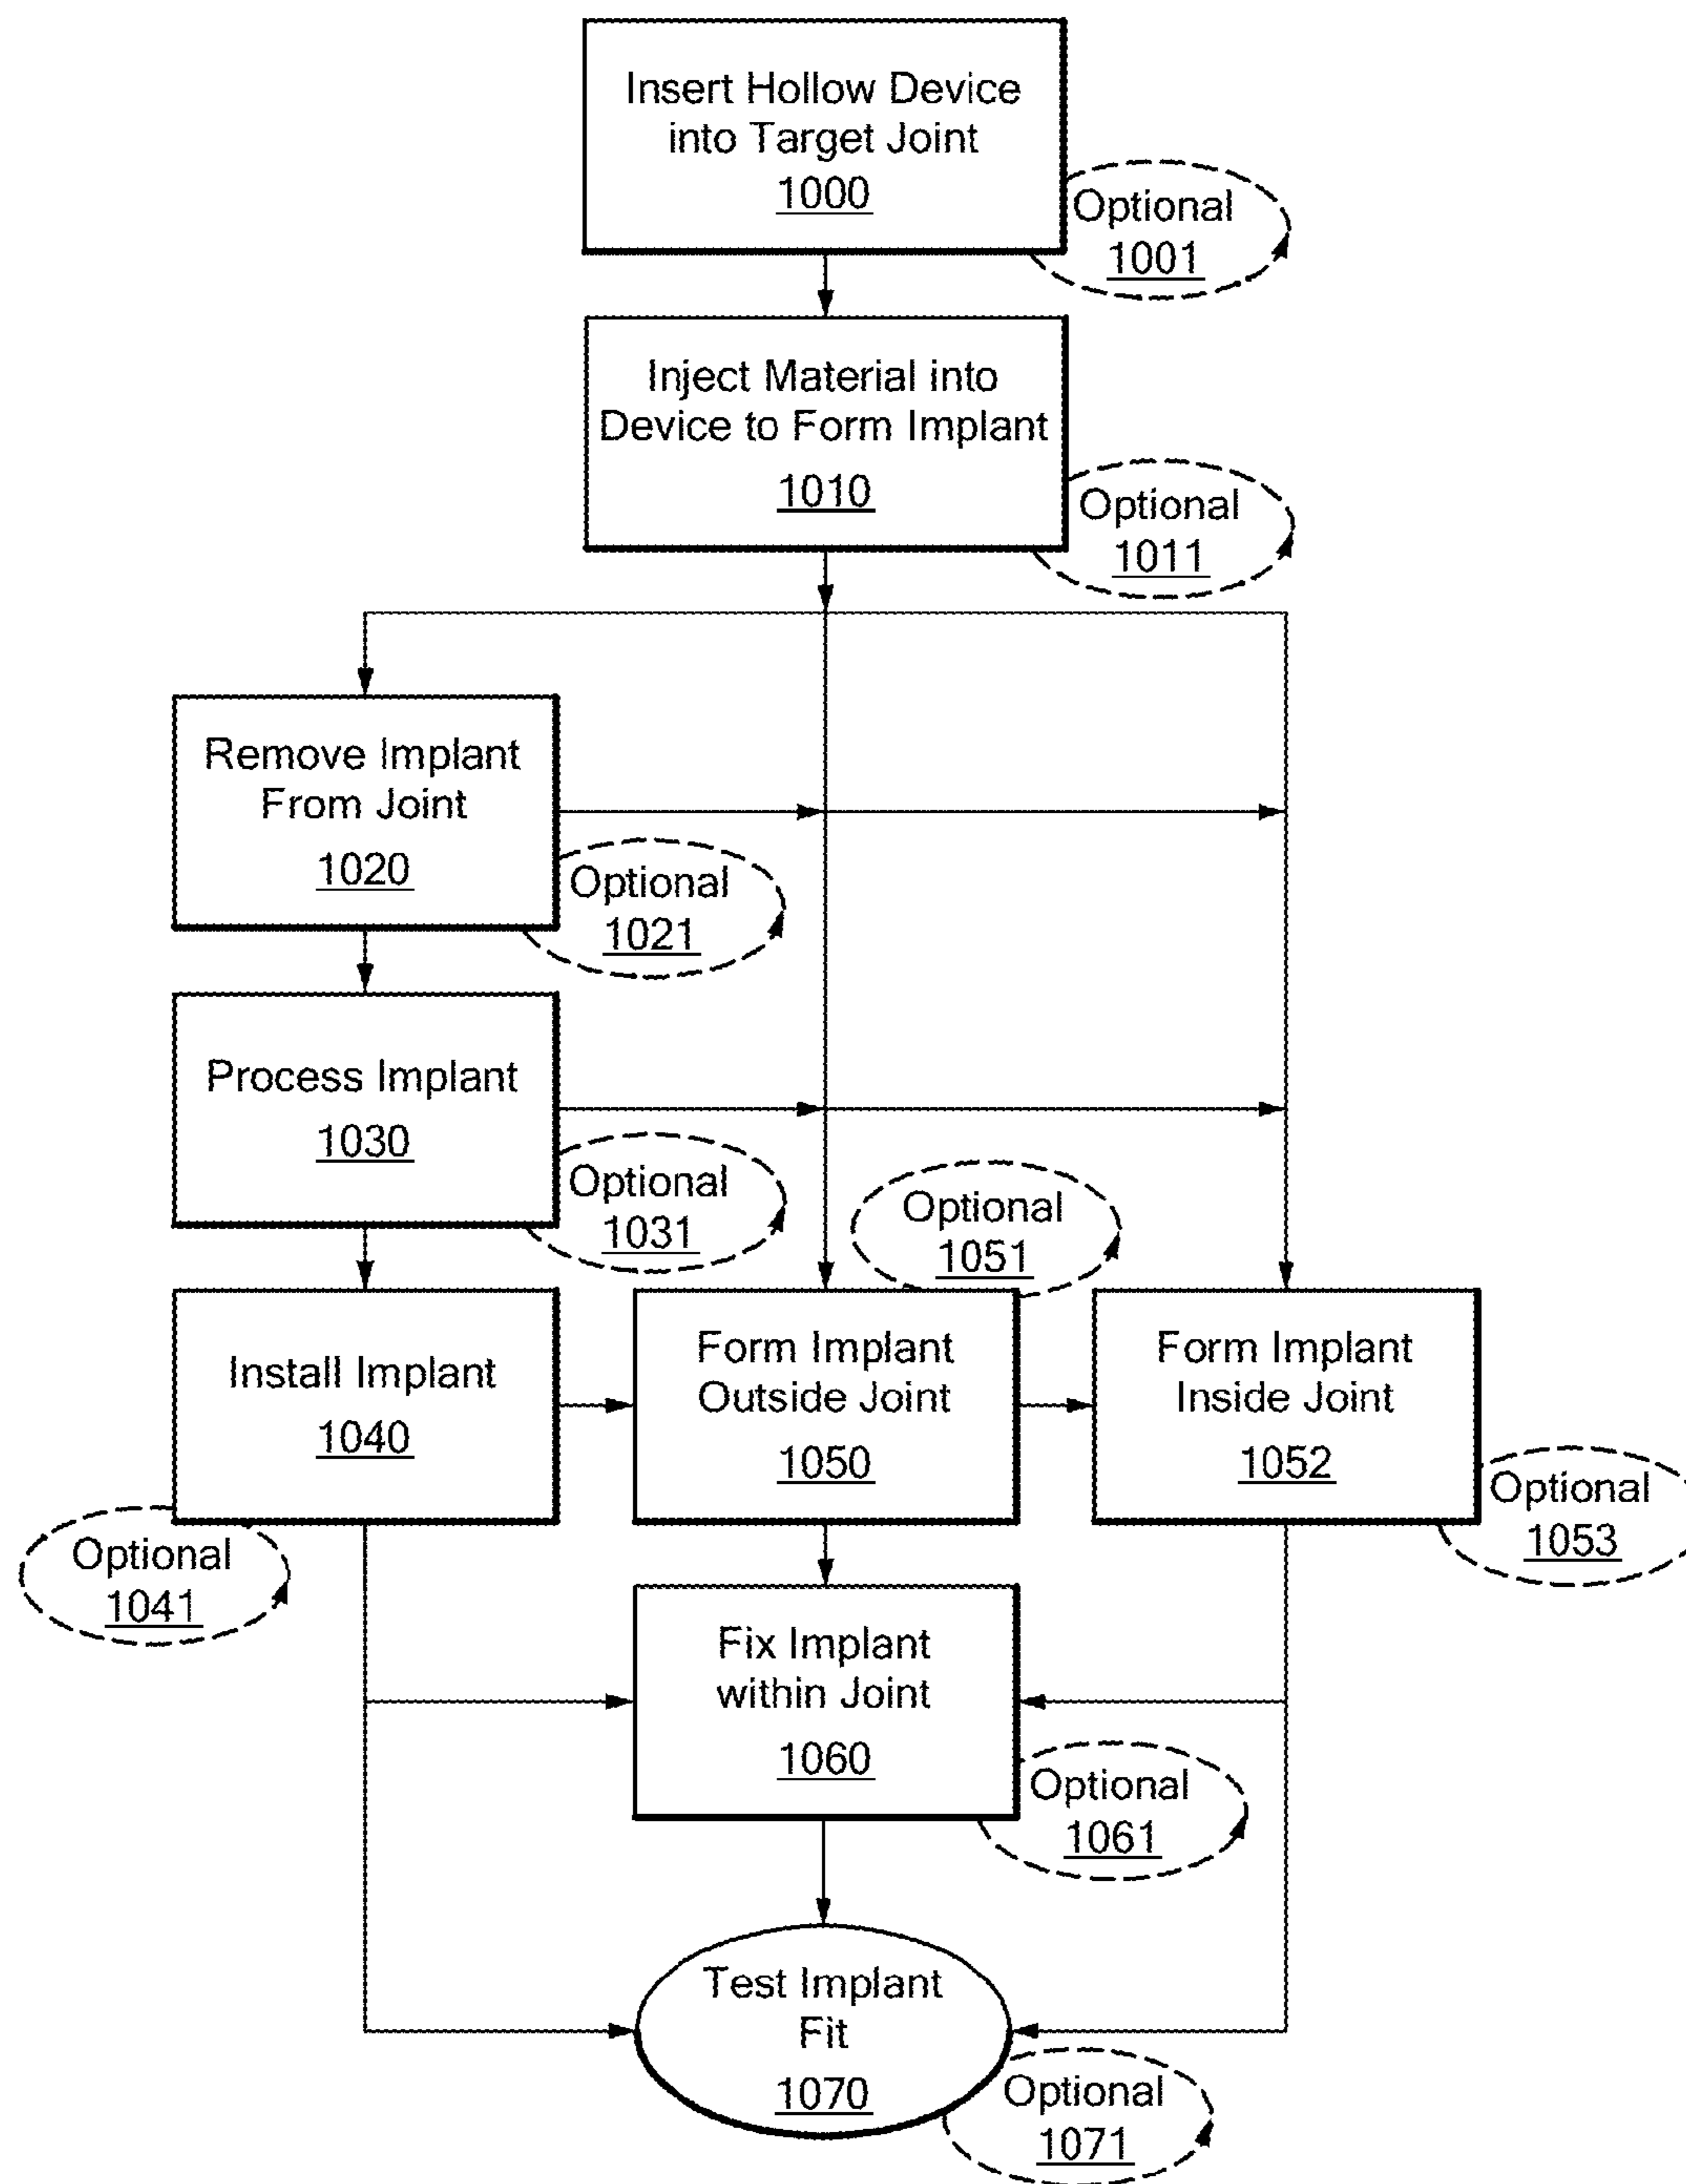 Insert Hollow Device
into Target Joint
1000
Optional
1001
Inject Material into
Device to Form Implant
1010
Optional
1011
Remove Implant
From Joint
1020
Optional
1021
Process Implant
1030
Optional
1031
Optional
1051
Install Implant
1040
Optional
1041
Form Implant
Outside Joint
1050
Form Implant
Inside Joint
1052
Optional
1053
Fix Implant
within Joint
1060
Optional
1061
Test Implant
Fit
1070
Optional
1071